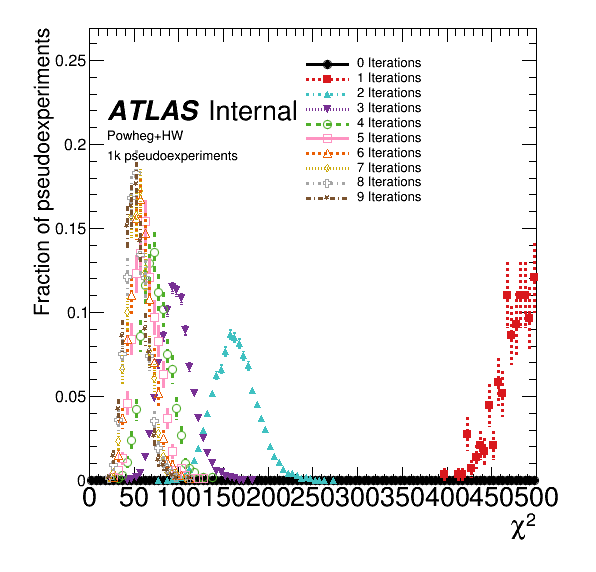 Fraction of pseudoexperiments
0.25
0.2
0.15
0.1
0.05
0
ATLAS Internal
Powheg+HW
1k pseudoexperiments
0 Iterations
1 Iterations
2 Iterations
3 Iterations
4 Iterations
5 Iterations
6 Iterations
7 Iterations
8 Iterations
9 Iterations
0 50 100 150 200 250 300 350 400 450 500
χ²